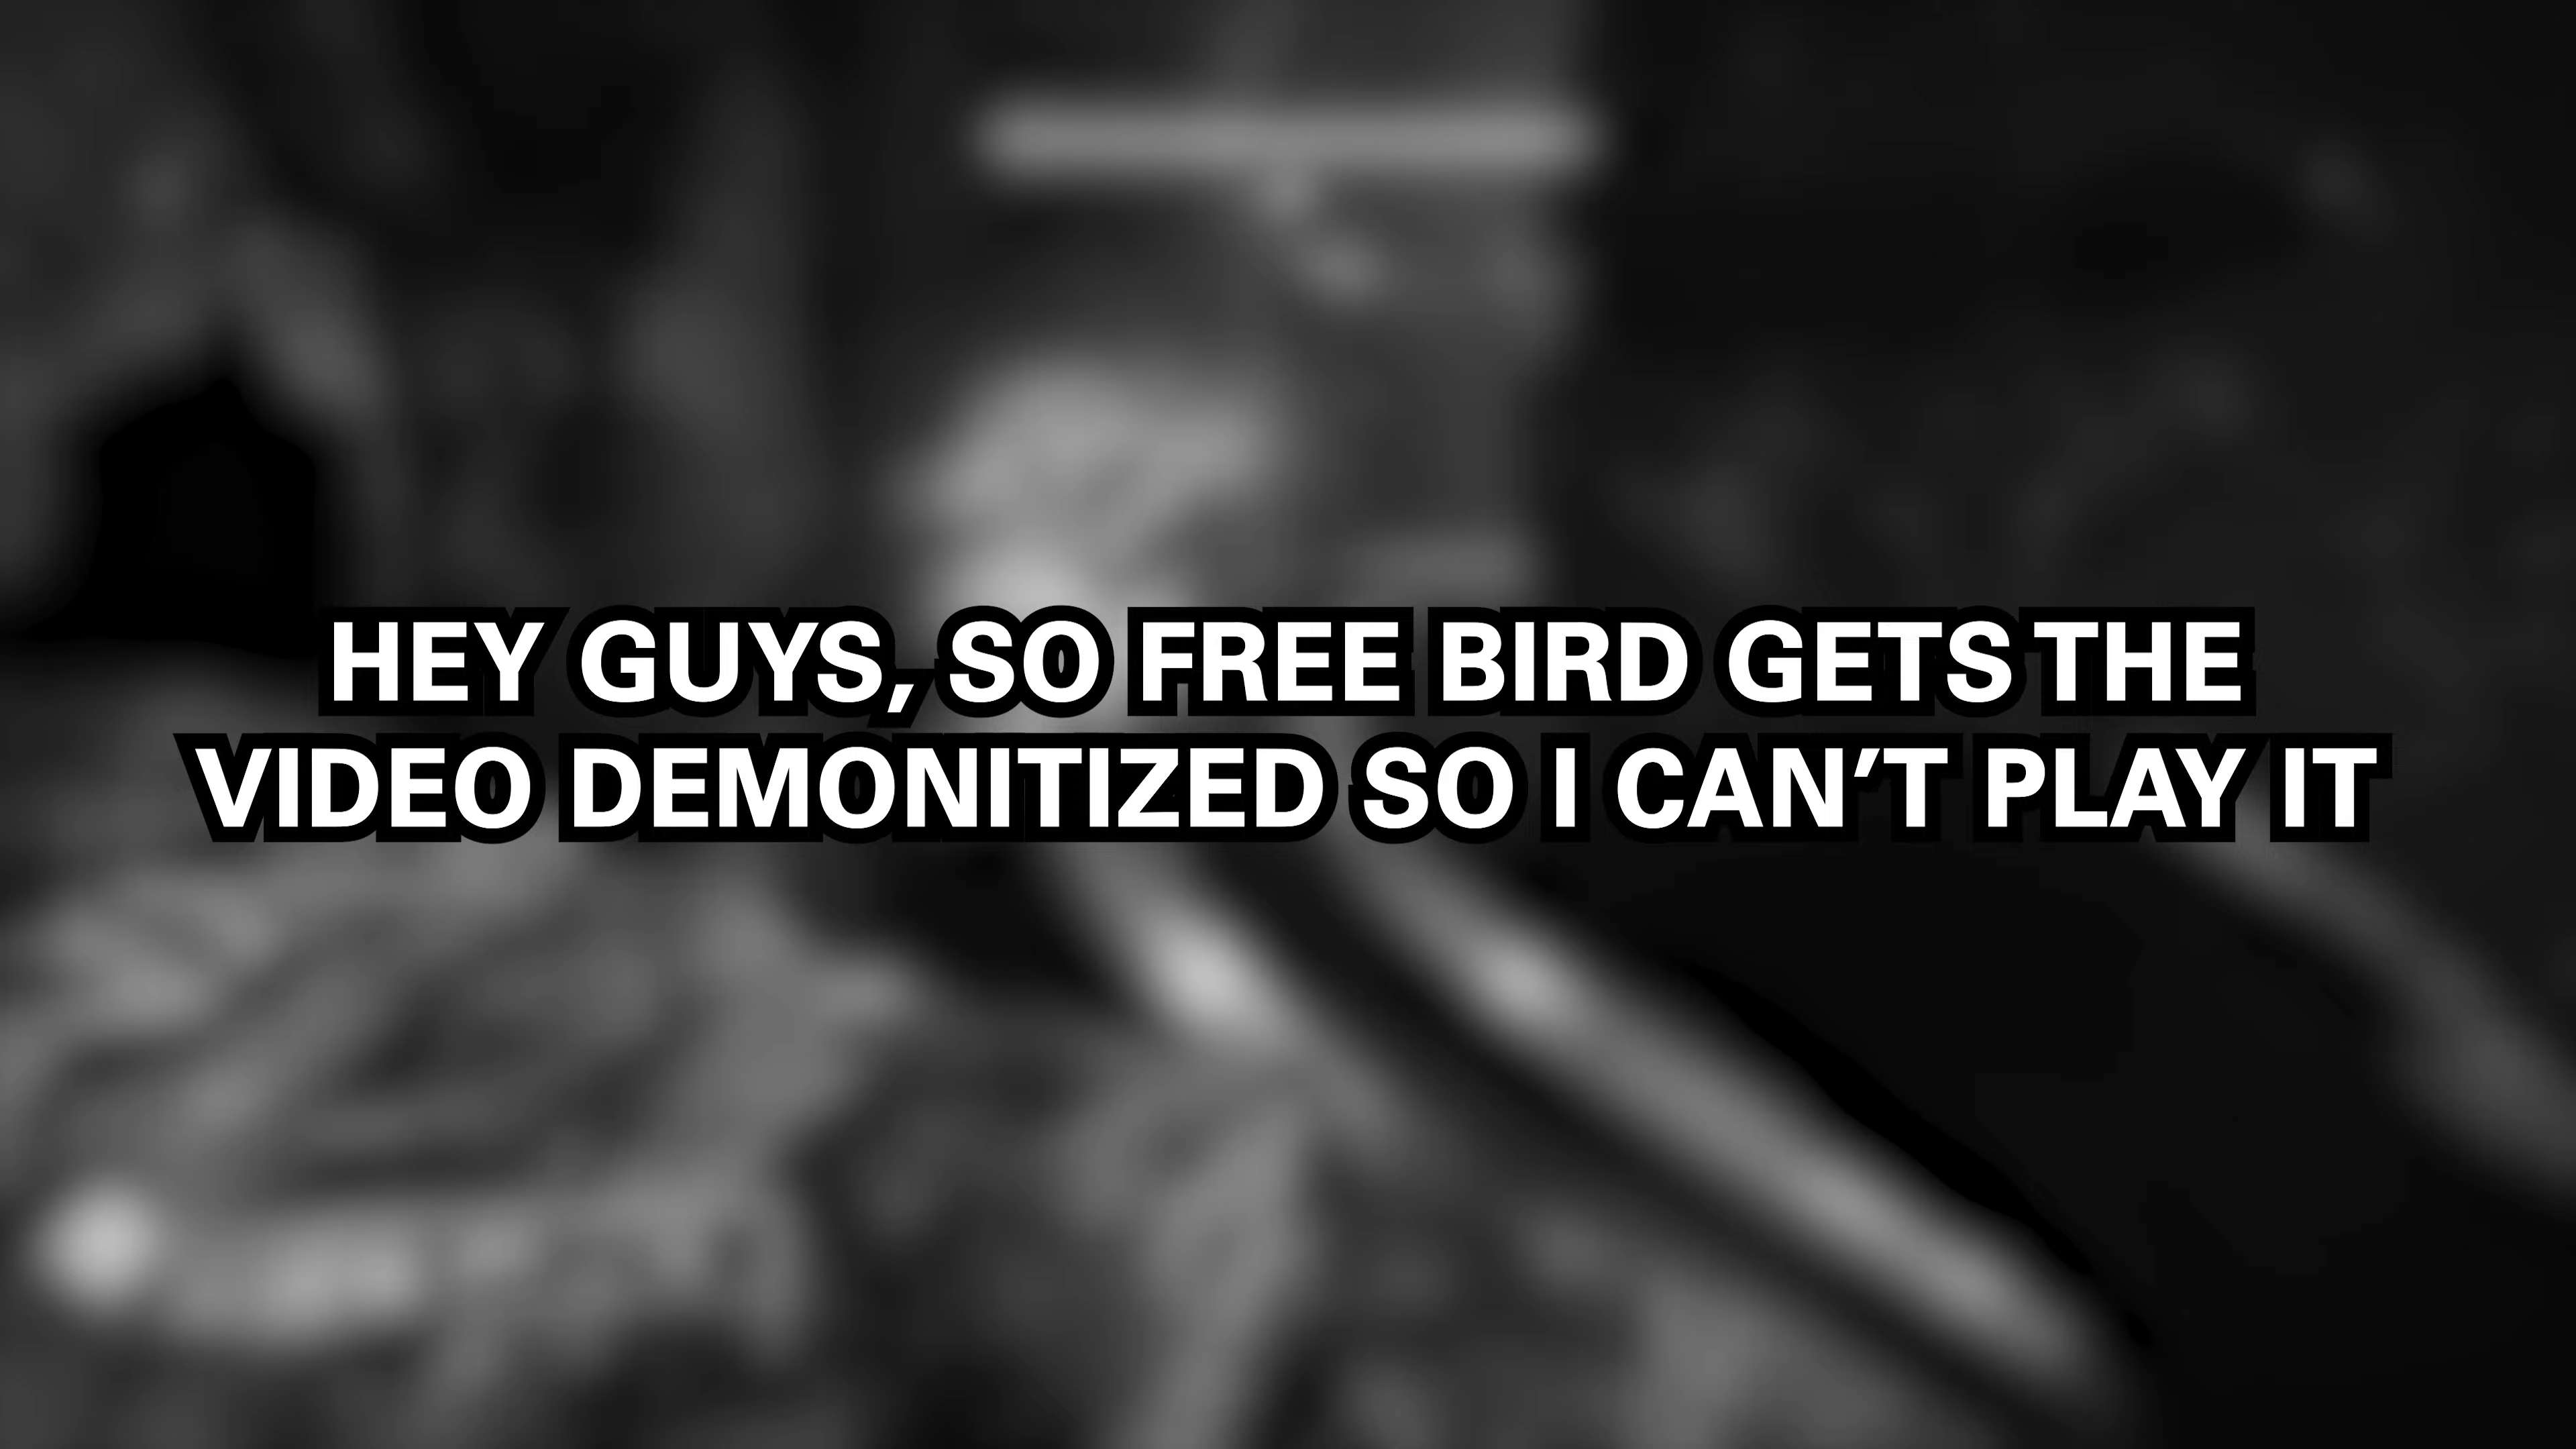 HEY GUYS, SO FREE BIRD GETS THE
VIDEO DEMONITIZED SO I CAN’T PLAY IT